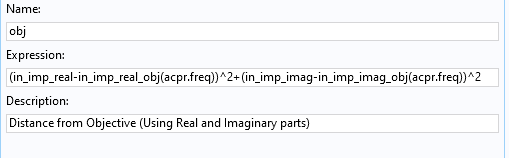 Name:
obj
Expression:
(in_imp_real-in_imp_real_obj(acpr.freq))^2+(in_imp_imag-in_imp_imag_obj(acpr.freq))^2
Description:
Distance from Objective (Using Real and Imaginary parts)